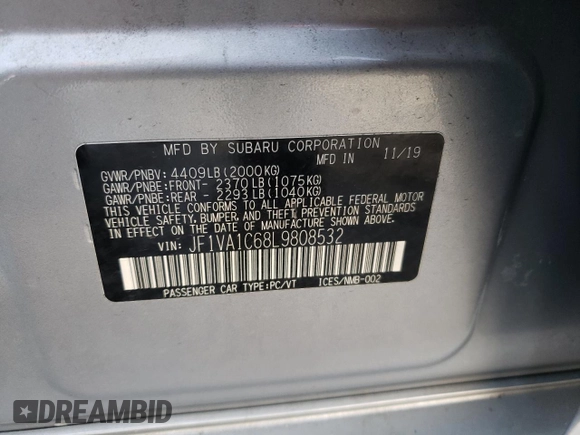 MFD BY SUBARU CORPORATION
MFD IN 11/19
GVWR/PNBV: 4409LB(2000KG)
GAWR/PNBE:FRONT- 2370LB(1075KG)
GAWR/PNBE:REAR - 2293LB(1040KG)
THIS VEHICLE CONFORMS TO ALL APPLICABLE FEDERAL MOTOR
VEHICLE SAFETY, BUMPER, AND THEFT PREVENTION STANDARDS
IN EFFECT ON THE DATE OF MANUFACTURE SHOWN ABOVE.
VIN: JF1VA1C68L9808532
PASSENGER CAR TYPE:PC/VT ICES/NMB-002
DREAMBID